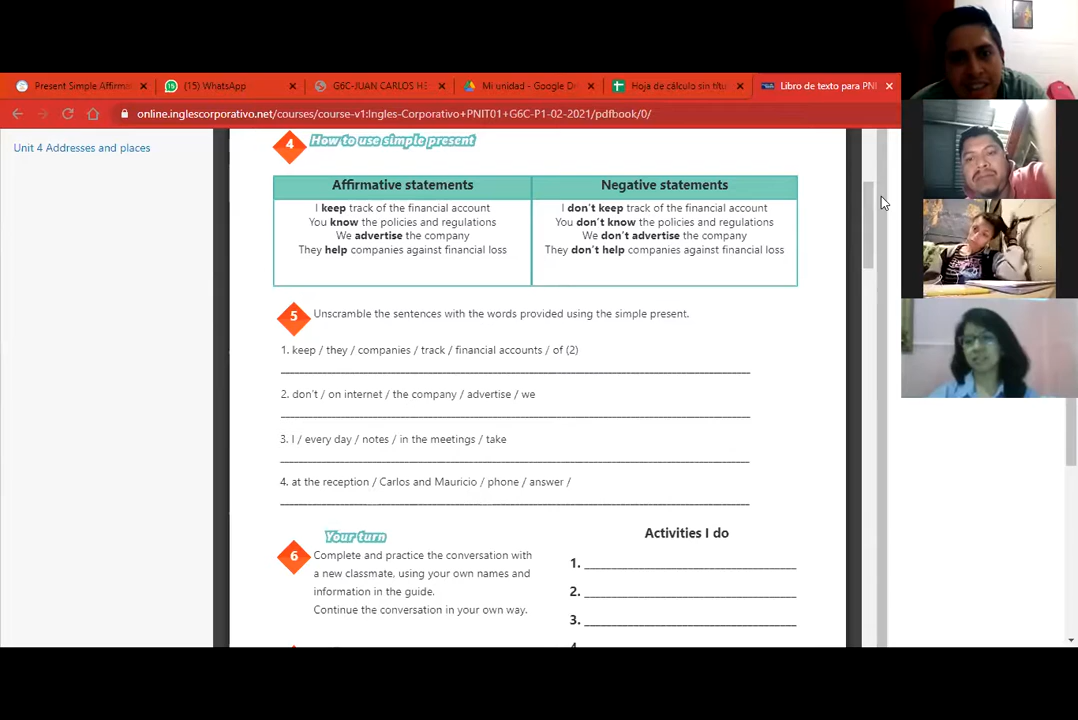 Present Simple Affirma
(15) WhatsApp
G6C-JUAN CARLOS HE
Mi unidad - Google Dr
Hoja de cálculo sin títu
Libro de texto para PNI
online.inglescorporativo.net/courses/course-v1:Ingles-Corporativo+PNIT01+G6C-P1-02-2021/pdfbook/0/
Unit 4 Addresses and places
4 How to use simple present
Affirmative statements Negative statements
I keep track of the financial account I don't keep track of the financial account
You know the policies and regulations You don't know the policies and regulations
We advertise the company We don't advertise the company
They help companies against financial loss They don't help companies against financial loss
5 Unscramble the sentences with the words provided using the simple present.
1. keep / they / companies / track / financial accounts / of (2)
2. don't / on internet / the company / advertise / we
3. I / every day / notes / in the meetings / take
4. at the reception / Carlos and Mauricio / phone / answer /
Your turn
6 Complete and practice the conversation with
a new classmate, using your own names and
information in the guide.
Continue the conversation in your own way.
Activities I do
1.
2.
3.